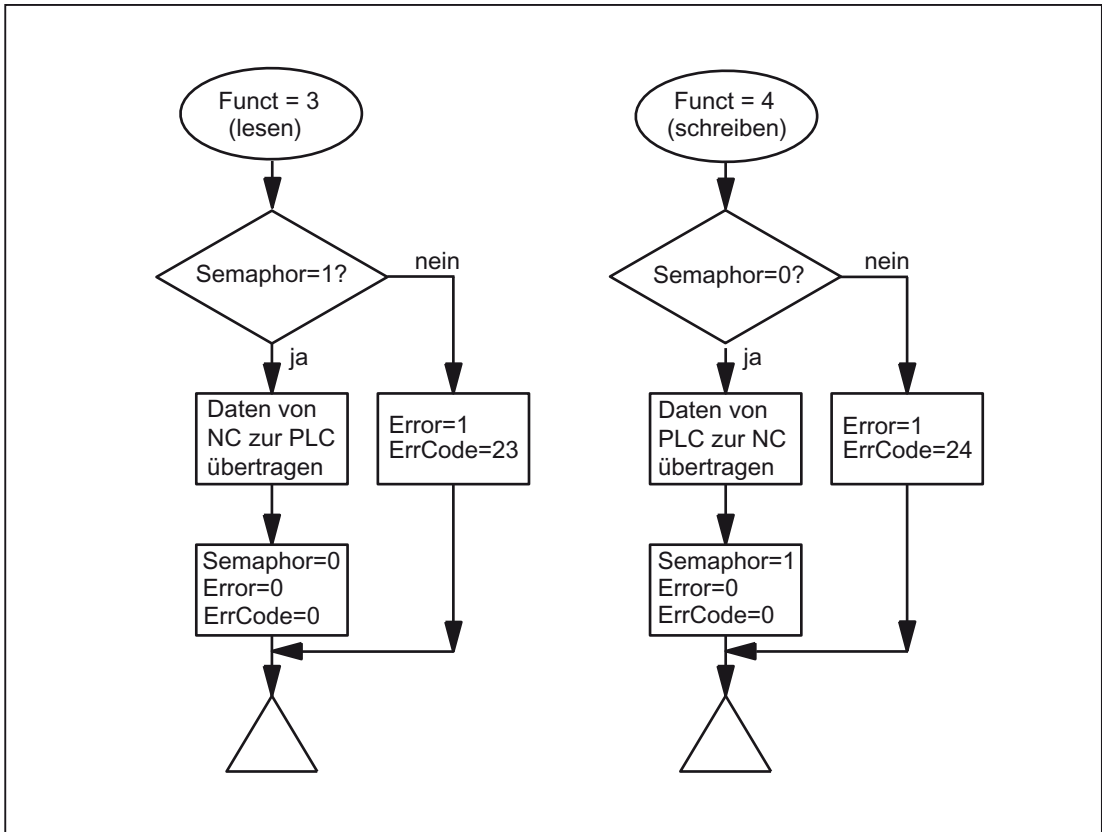 Funct = 3
(lesen)
Semaphor=1?
nein
ja
Daten von
NC zur PLC
übertragen
Error=1
ErrCode=23
Semaphor=0
Error=0
ErrCode=0
Funct = 4
(schreiben)
Semaphor=0?
nein
ja
Daten von
PLC zur NC
übertragen
Error=1
ErrCode=24
Semaphor=1
Error=0
ErrCode=0